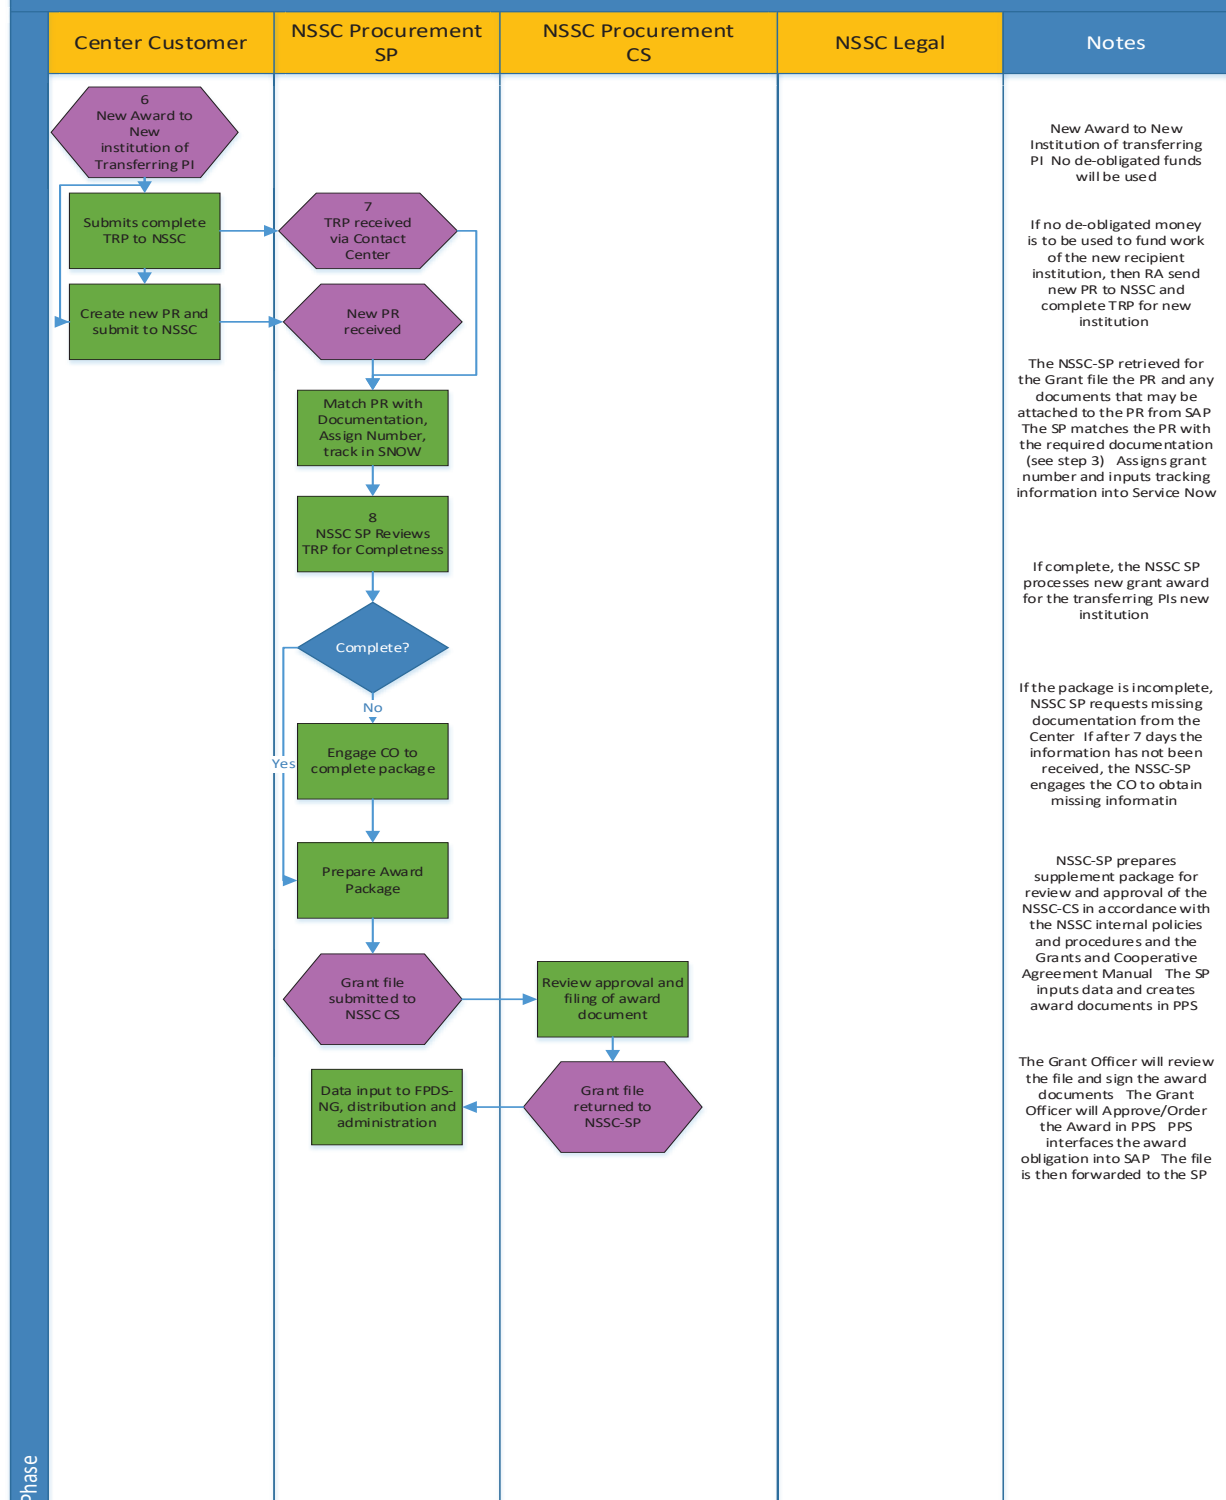 Center Customer
NSSC Procurement
SP
NSSC Procurement
CS
NSSC Legal
Notes
6
New Award to
New
institution of
Transferring PI
Submits complete
TRP to NSSC
Create new PR and
submit to NSSC
7
TRP received
via Contact
Center
New PR
received
Match PR with
Documentation,
Assign Number,
track in SNOW
8
NSSC SP Reviews
TRP for Completness
Complete?
No
Yes
Engage CO to
complete package
Prepare Award
Package
Grant file
submitted to
NSSC CS
Review approval and
filing of award
document
Grant file
returned to
NSSC-SP
Data input to FPDS-
NG, distribution and
administration
New Award to New
Institution of transferring
PI No de-obligated funds
will be used
If no de-obligated money
is to be used to fund work
of the new recipient
institution, then RA send
new PR to NSSC and
complete TRP for new
institution
The NSSC-SP retrieved for
the Grant file the PR and any
documents that may be
attached to the PR from SAP
The SP matches the PR with
the required documentation
(see step 3) Assigns grant
number and inputs tracking
information into Service Now
If complete, the NSSC SP
processes new grant award
for the transferring PIs new
institution
If the package is incomplete,
NSSC SP requests missing
documentation from the
Center If after 7 days the
information has not been
received, the NSSC-SP
engages the CO to obtain
missing informatin
NSSC-SP prepares
supplement package for
review and approval of the
NSSC-CS in accordance with
the NSSC internal policies
and procedures and the
Grants and Cooperative
Agreement Manual The SP
inputs data and creates
award documents in PPS
The Grant Officer will review
the file and sign the award
documents The Grant
Officer will Approve/Order
the Award in PPS PPS
interfaces the award
obligation into SAP The file
is then forwarded to the SP
Phase